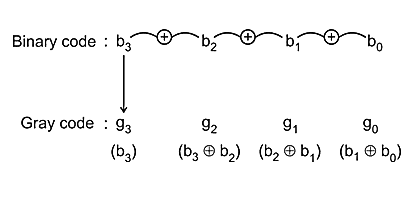 Binary code : b₃ ⊕ b₂ ⊕ b₁ ⊕ b₀
Gray code : g₃ g₂ g₁ g₀
(b₃) (b₃ ⊕ b₂) (b₂ ⊕ b₁) (b₁ ⊕ b₀)